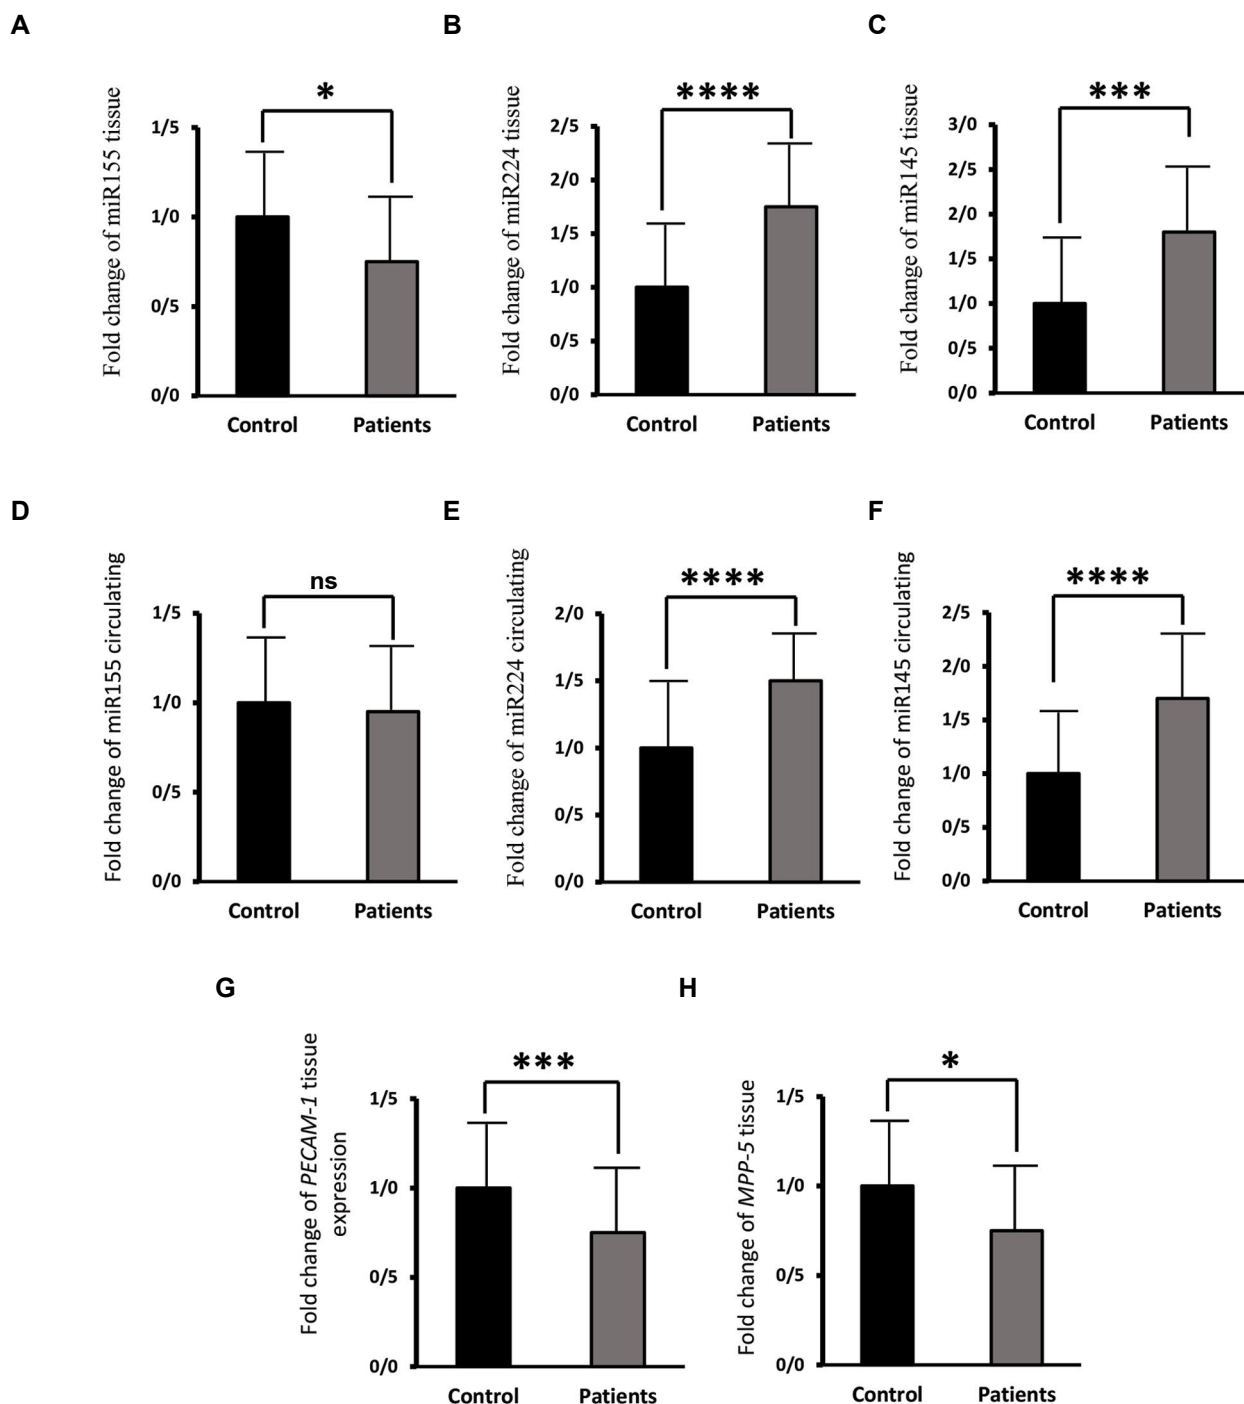 A
B
C
Fold change of miR155 tissue
*
1/5
1/0
0/5
0/0
Control Patients
Fold change of miR224 tissue
****
2/5
2/0
1/5
1/0
0/5
0/0
Control Patients
Fold change of miR145 tissue
***
3/0
2/5
2/0
1/5
1/0
0/5
0/0
Control Patients
D
E
F
Fold change of miR155 circulating
ns
1/5
1/0
0/5
0/0
Control Patients
Fold change of miR224 circulating
****
2/0
1/5
1/0
0/5
0/0
Control Patients
Fold change of miR145 circulating
****
2/5
2/0
1/5
1/0
0/5
0/0
Control Patients
G
H
Fold change of PECAM-1 tissue
expression
***
1/5
1/0
0/5
0/0
Control Patients
Fold change of MPP-5 tissue
*
1/5
1/0
0/5
0/0
Control Patients